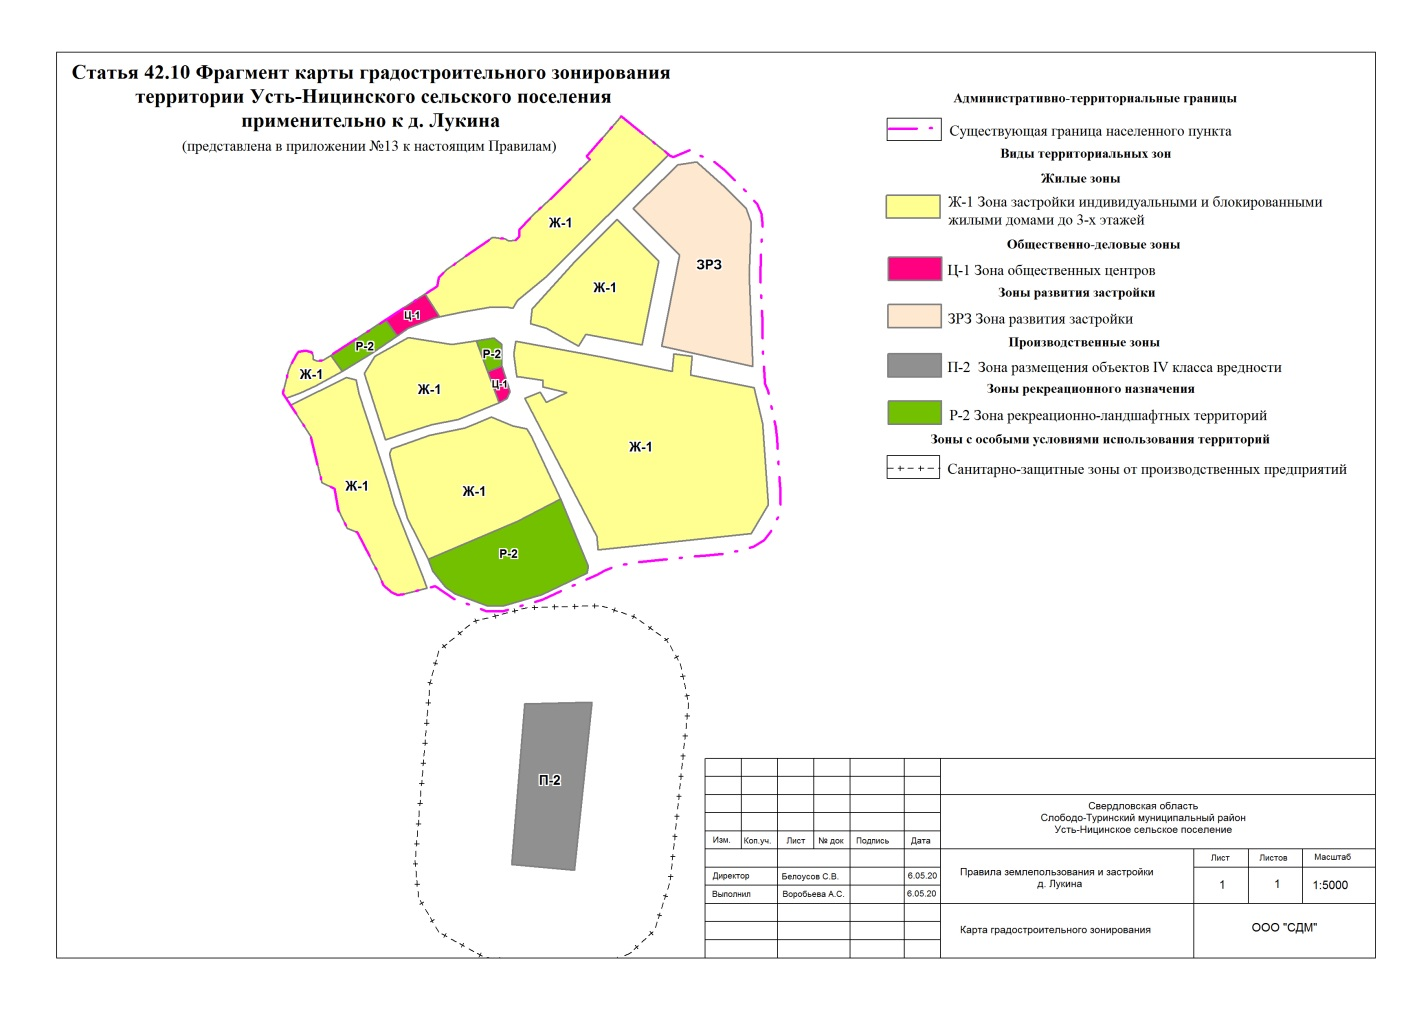 Статья 42.10 Фрагмент карты градостроительного зонирования
территории Усть-Ницинского сельского поселения
применительно к д. Лукина
(представлена в приложении №13 к настоящим Правилам)
Административно-территориальные границы
Существующая граница населенного пункта
Виды территориальных зон
Жилые зоны
Ж-1 Зона застройки индивидуальными и блокированными
жилыми домами до 3-х этажей
Общественно-деловые зоны
Ц-1 Зона общественных центров
Зоны развития застройки
ЗРЗ Зона развития застройки
Производственные зоны
П-2 Зона размещения объектов IV класса вредности
Зоны рекреационного назначения
Р-2 Зона рекреационно-ландшафтных территорий
Зоны с особыми условиями использования территорий
Санитарно-защитные зоны от производственных предприятий
Ж-1
ЗРЗ
Ж-1
Ц-1
Р-2
Р-2
Ж-1
Ж-1
Ц-1
Ж-1
Ж-1
Ж-1
Р-2
П-2
Свердловская область
Слободо-Туринский муниципальный район
Усть-Ницинское сельское поселение
Изм. Кол.уч. Лист № док Подпись Дата
Лист Листов Масштаб
Правила землепользования и застройки
д. Лукина
1 1 1:5000
Директор Белоусов С.В. 6.05.20
Выполнил Воробьева А.С. 6.05.20
Карта градостроительного зонирования
ООО "СДМ"